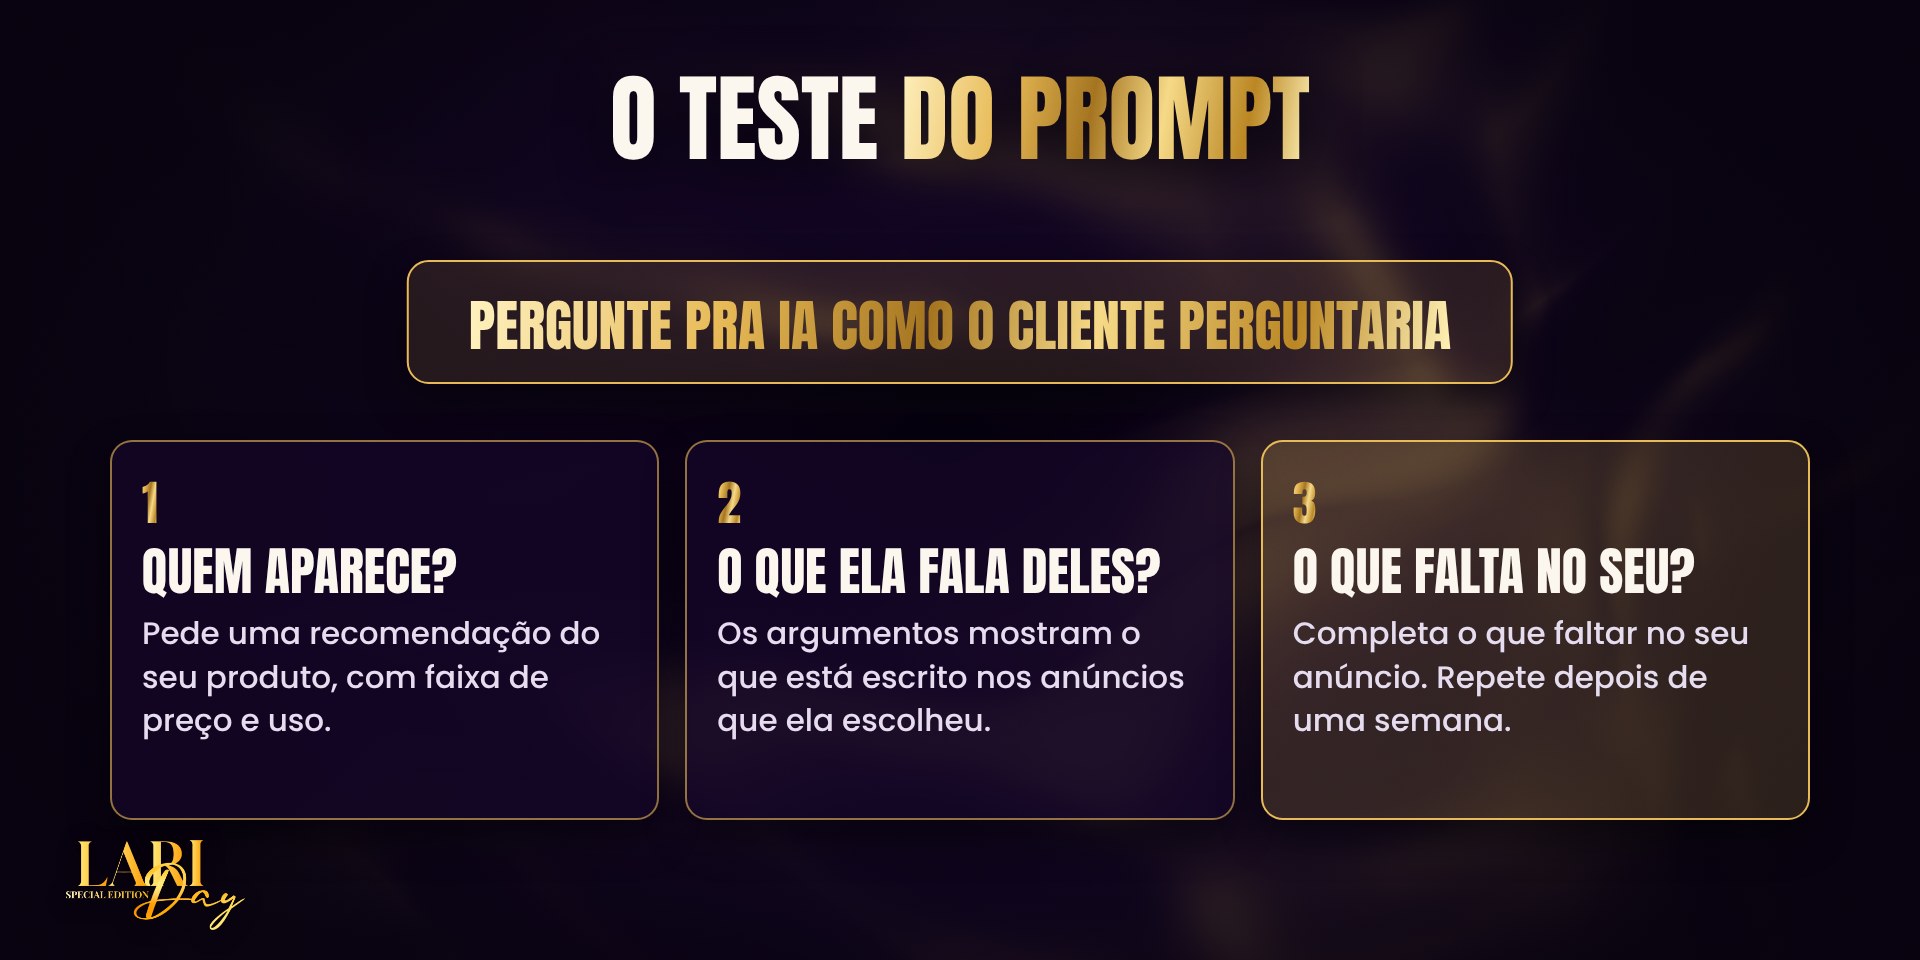 O TESTE DO PROMPT
PERGUNTE PRA IA COMO O CLIENTE PERGUNTARIA
1
QUEM APARECE?
Pede uma recomendação do
seu produto, com faixa de
preço e uso.
2
O QUE ELA FALA DELES?
Os argumentos mostram o
que está escrito nos anúncios
que ela escolheu.
3
O QUE FALTA NO SEU?
Completa o que faltar no seu
anúncio. Repete depois de
uma semana.
LABI
SPECIAL EDITION Day